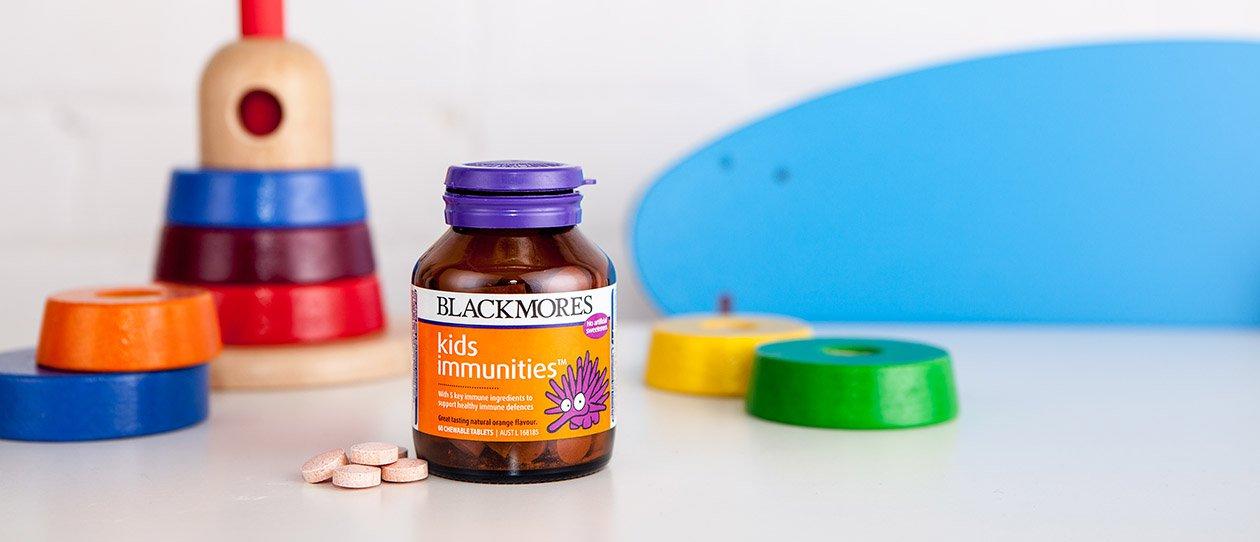 BLACKMORES
No artificial
sweeteners
kids
immunities™
With 5 key immune ingredients to
support healthy immune defences
Great tasting natural orange flavour.
60 CHEWABLE TABLETS | AUST L 168185